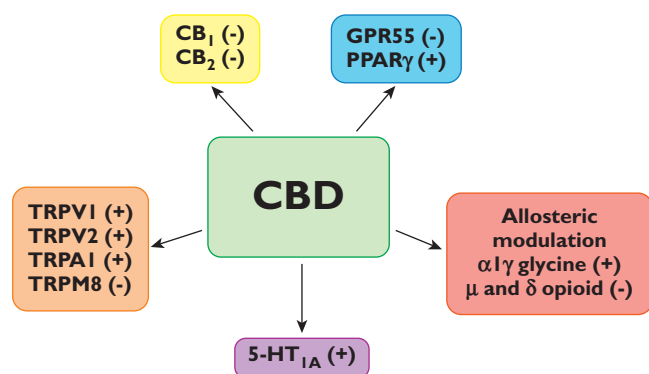 CB₁ (-)
CB₂ (-)
GPR55 (-)
PPARγ (+)
CBD
TRPV1 (+)
TRPV2 (+)
TRPA1 (+)
TRPM8 (-)
Allosteric
modulation
α1γ glycine (+)
μ and δ opioid (-)
5-HT₁A (+)